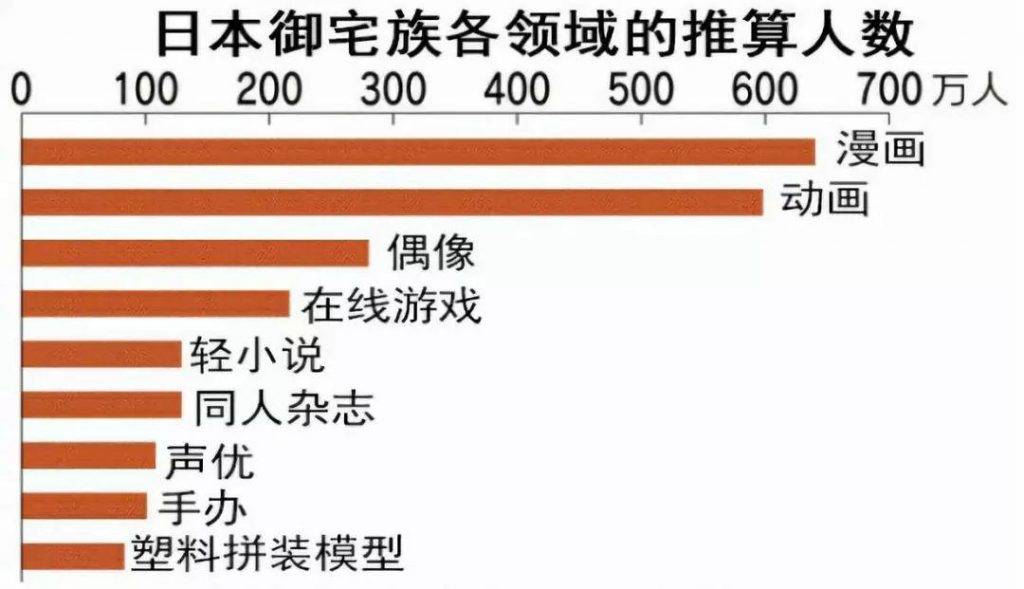 日本御宅族各领域的推算人数
0 100 200 300 400 500 600 700 万人
漫画
动画
偶像
在线游戏
轻小说
同人杂志
声优
手办
塑料拼装模型